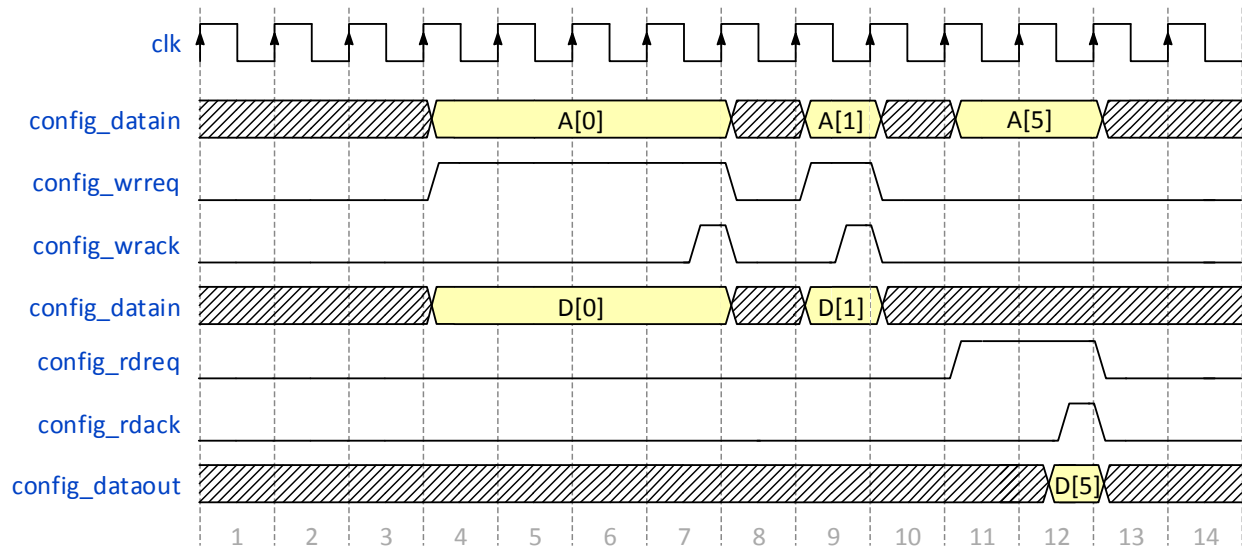 clk
config_datain A[0] A[1] A[5]
config_wrreq
config_wrack
config_datain D[0] D[1]
config_rdreq
config_rdack
config_dataout D[5]
1 2 3 4 5 6 7 8 9 10 11 12 13 14